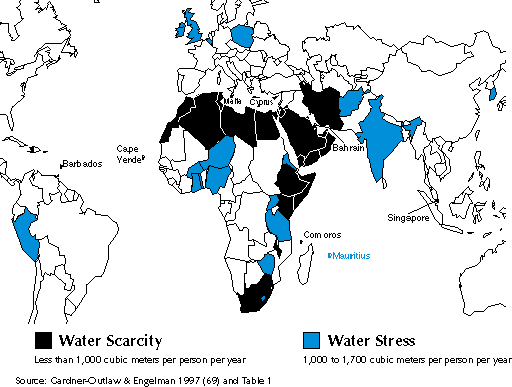 Malta
Cyprus
Cape
Verde
Barbados
Bahrain
Singapore
Comoros
Mauritius
Water Scarcity
Less than 1,000 cubic meters per person per year
Water Stress
1,000 to 1,700 cubic meters per person per year
Source: Gardner-Outlaw & Engelman 1997 (69) and Table 1